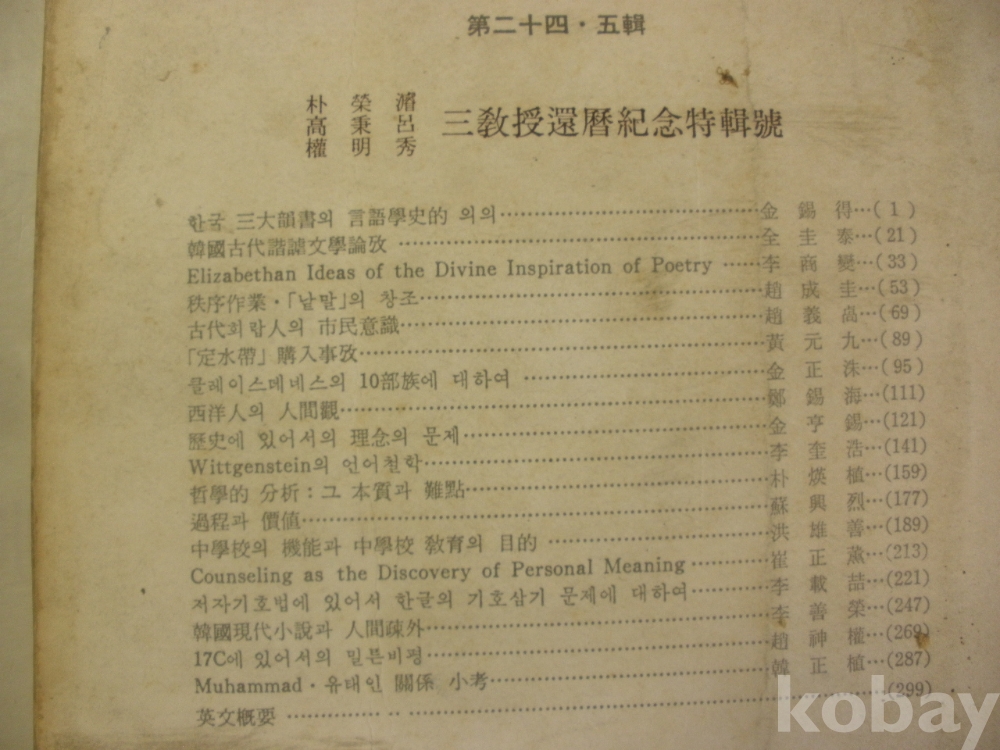 第二十四·五輯
朴榮濬
高秉呂
權明秀
三敎授還曆紀念特輯號
한국 三大韻書의 言語學史的 의의 … 金錫得…( 1 )
韓國古代諧謔文學論攷 … 全圭泰…( 21 )
Elizabethan Ideas of the Divine Inspiration of Poetry … 李商燮…( 33 )
秩序作業·「낱말」의 창조 … 趙成圭…( 53 )
古代희랍人의 市民意識 … 趙義卨…( 69 )
「定水帶」購入事攷 … 黃元九…( 89 )
클레이스데네스의 10部族에 대하여 … 金正洙…( 95 )
西洋人의 人間觀 … 鄭錫海…(111)
歷史에 있어서의 理念의 문제 … 金亨錫…(121)
Wittgenstein의 언어철학 … 李奎浩…(141)
哲學的 分析: 그 本質과 難點 … 朴煐植…(159)
過程과 價値 … 蘇興烈…(177)
中學校의 機能과 中學校 敎育의 目的 … 洪雄善…(189)
Counseling as the Discovery of Personal Meaning … 崔正薰…(213)
저자기호법에 있어서 한글의 기호삼기 문제에 대하여 … 李載喆…(221)
韓國現代小說과 人間疎外 … 李善榮…(247)
17C에 있어서의 밀튼비평 … 趙神權…(269)
Muhammad·유태인 關係 小考 … 韓正植…(287)
英文槪要 … (299)
kobay